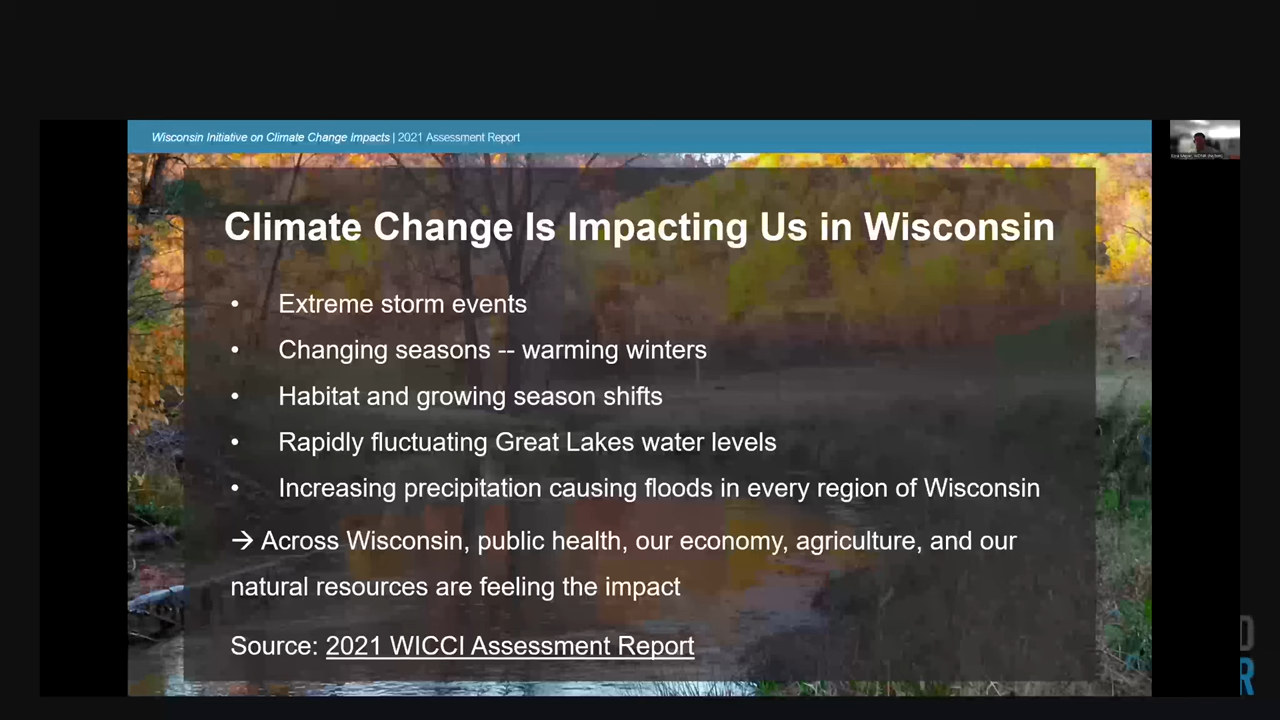 Wisconsin Initiative on Climate Change Impacts | 2021 Assessment Report
Climate Change Is Impacting Us in Wisconsin
• Extreme storm events
• Changing seasons -- warming winters
• Habitat and growing season shifts
• Rapidly fluctuating Great Lakes water levels
• Increasing precipitation causing floods in every region of Wisconsin
→ Across Wisconsin, public health, our economy, agriculture, and our
natural resources are feeling the impact
Source: 2021 WICCI Assessment Report
D
R